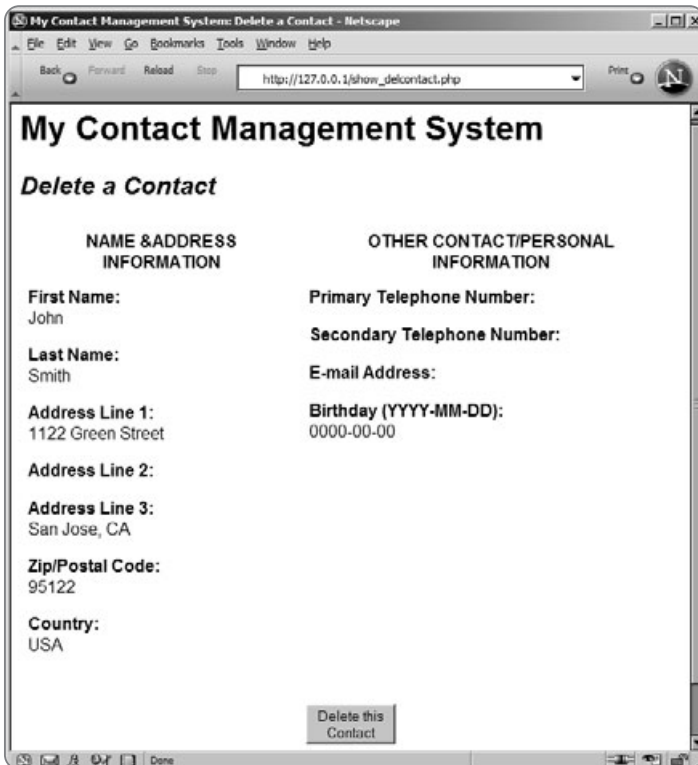 My Contact Management System: Delete a Contact - Netscape
File Edit View Go Bookmarks Tools Window Help
Back Forward Reload Stop http://127.0.0.1/show_delcontact.php Print N
My Contact Management System
Delete a Contact
NAME &ADDRESS
INFORMATION
First Name:
John
Last Name:
Smith
Address Line 1:
1122 Green Street
Address Line 2:
Address Line 3:
San Jose, CA
Zip/Postal Code:
95122
Country:
USA
OTHER CONTACT/PERSONAL
INFORMATION
Primary Telephone Number:
Secondary Telephone Number:
E-mail Address:
Birthday (YYYY-MM-DD):
0000-00-00
Delete this
Contact
Done